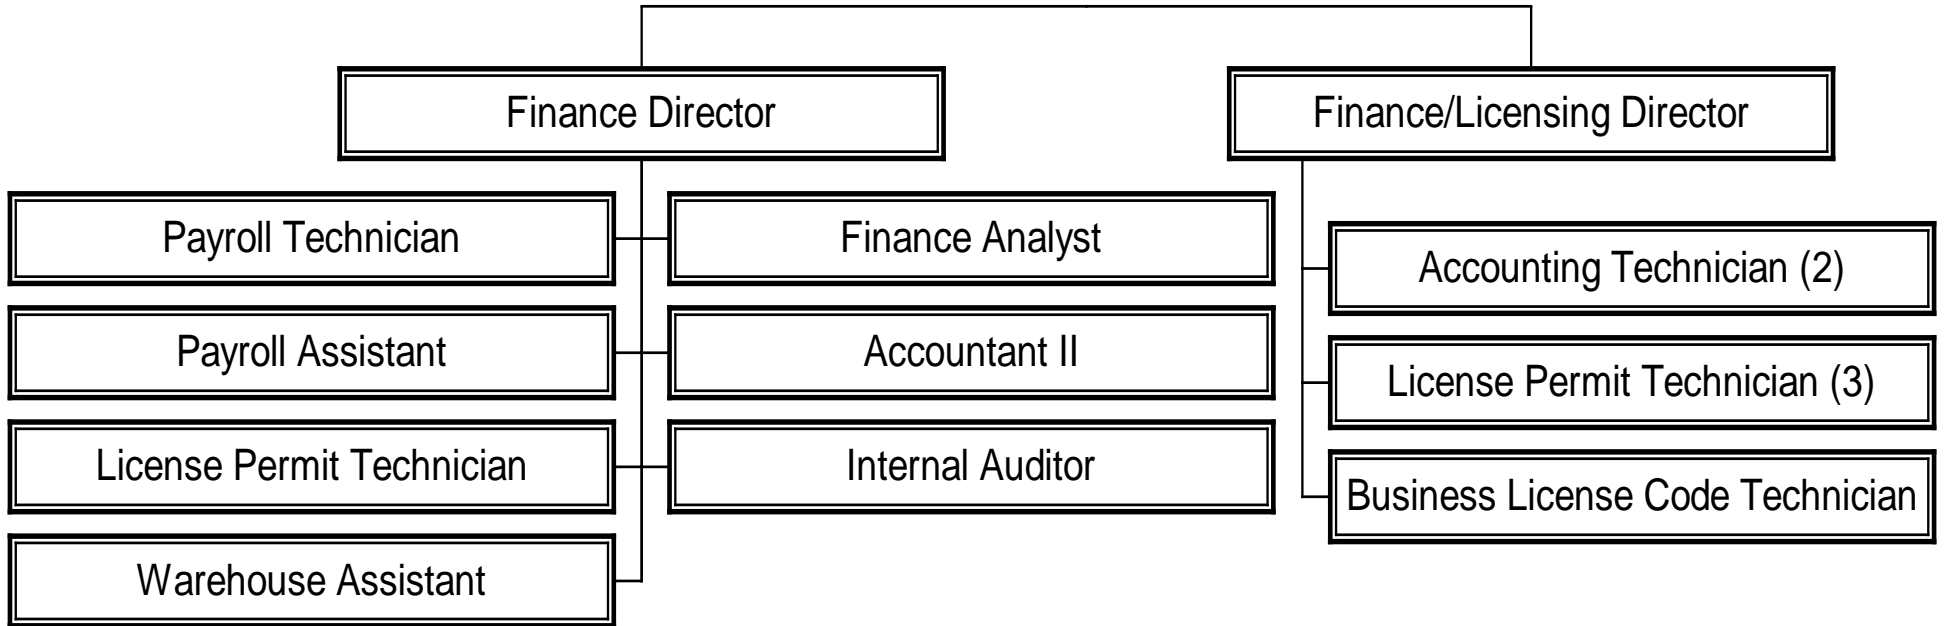 Finance Director
Finance/Licensing Director
Payroll Technician
Finance Analyst
Accounting Technician (2)
Payroll Assistant
Accountant II
License Permit Technician (3)
License Permit Technician
Internal Auditor
Business License Code Technician
Warehouse Assistant